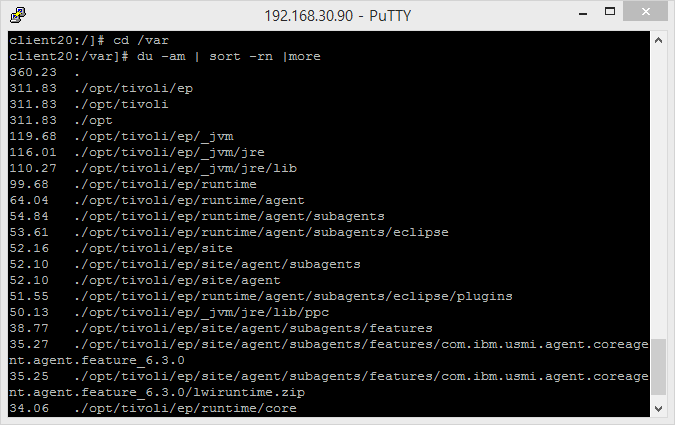 192.168.30.90 - PuTTY
client20:/]# cd /var
client20:/var]# du -am | sort -rn |more
360.23  .
311.83  ./opt/tivoli/ep
311.83  ./opt/tivoli
311.83  ./opt
119.68  ./opt/tivoli/ep/_jvm
116.01  ./opt/tivoli/ep/_jvm/jre
110.27  ./opt/tivoli/ep/_jvm/jre/lib
99.68   ./opt/tivoli/ep/runtime
64.04   ./opt/tivoli/ep/runtime/agent
54.84   ./opt/tivoli/ep/runtime/agent/subagents
53.61   ./opt/tivoli/ep/runtime/agent/subagents/eclipse
52.16   ./opt/tivoli/ep/site
52.10   ./opt/tivoli/ep/site/agent/subagents
52.10   ./opt/tivoli/ep/site/agent
51.55   ./opt/tivoli/ep/runtime/agent/subagents/eclipse/plugins
50.13   ./opt/tivoli/ep/_jvm/jre/lib/ppc
38.77   ./opt/tivoli/ep/site/agent/subagents/features
35.27   ./opt/tivoli/ep/site/agent/subagents/features/com.ibm.usmi.agent.coreage
nt.agent.feature_6.3.0
35.25   ./opt/tivoli/ep/site/agent/subagents/features/com.ibm.usmi.agent.coreage
nt.agent.feature_6.3.0/lwiruntime.zip
34.06   ./opt/tivoli/ep/runtime/core